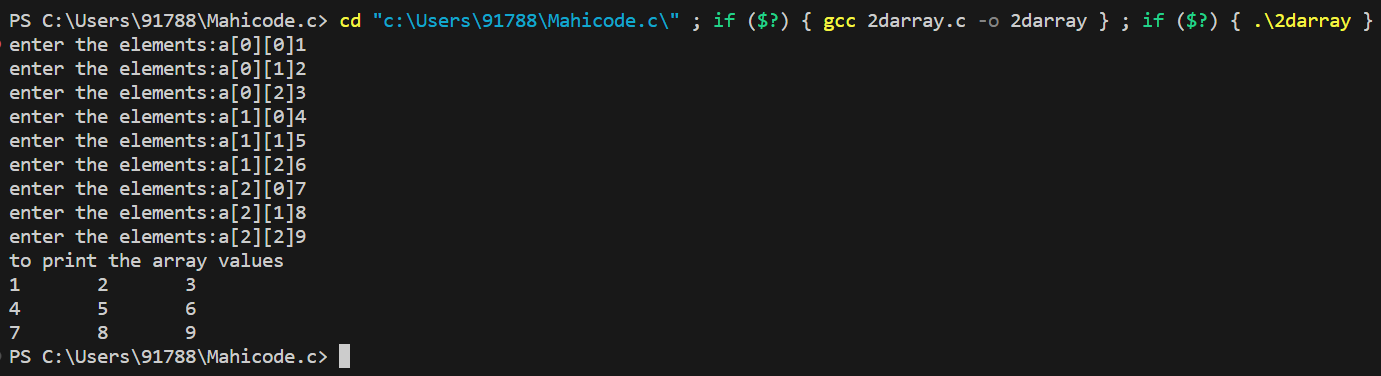 PS C:\Users\91788\Mahicode.c> cd "c:\Users\91788\Mahicode.c\" ; if ($?) { gcc 2darray.c -o 2darray } ; if ($?) { .\2darray }
enter the elements:a[0][0]1
enter the elements:a[0][1]2
enter the elements:a[0][2]3
enter the elements:a[1][0]4
enter the elements:a[1][1]5
enter the elements:a[1][2]6
enter the elements:a[2][0]7
enter the elements:a[2][1]8
enter the elements:a[2][2]9
to print the array values
1       2       3
4       5       6
7       8       9
PS C:\Users\91788\Mahicode.c>